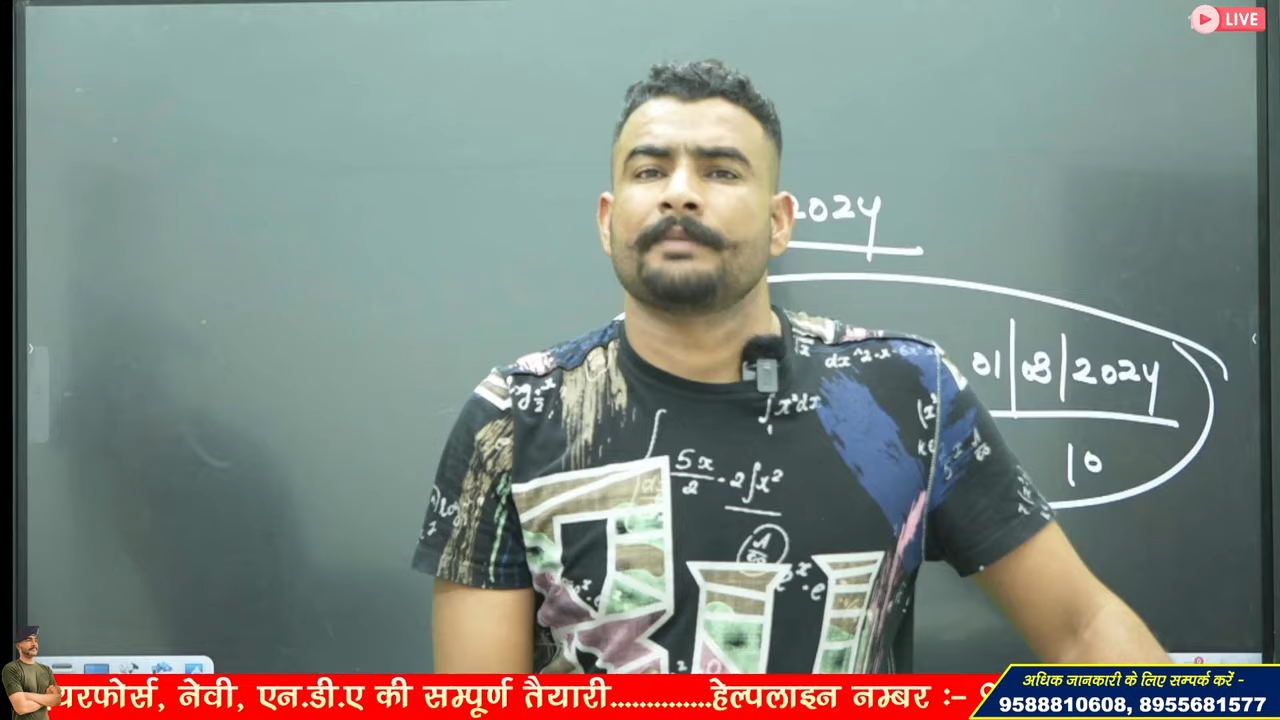 LIVE
2024
01|08|2024
10
यरफोर्स, नेवी, एन.डी.ए की सम्पूर्ण तैयारी..............हेल्पलाइन नम्बर :-
अधिक जानकारी के लिए सम्पर्क करें -
9588810608, 8955681577